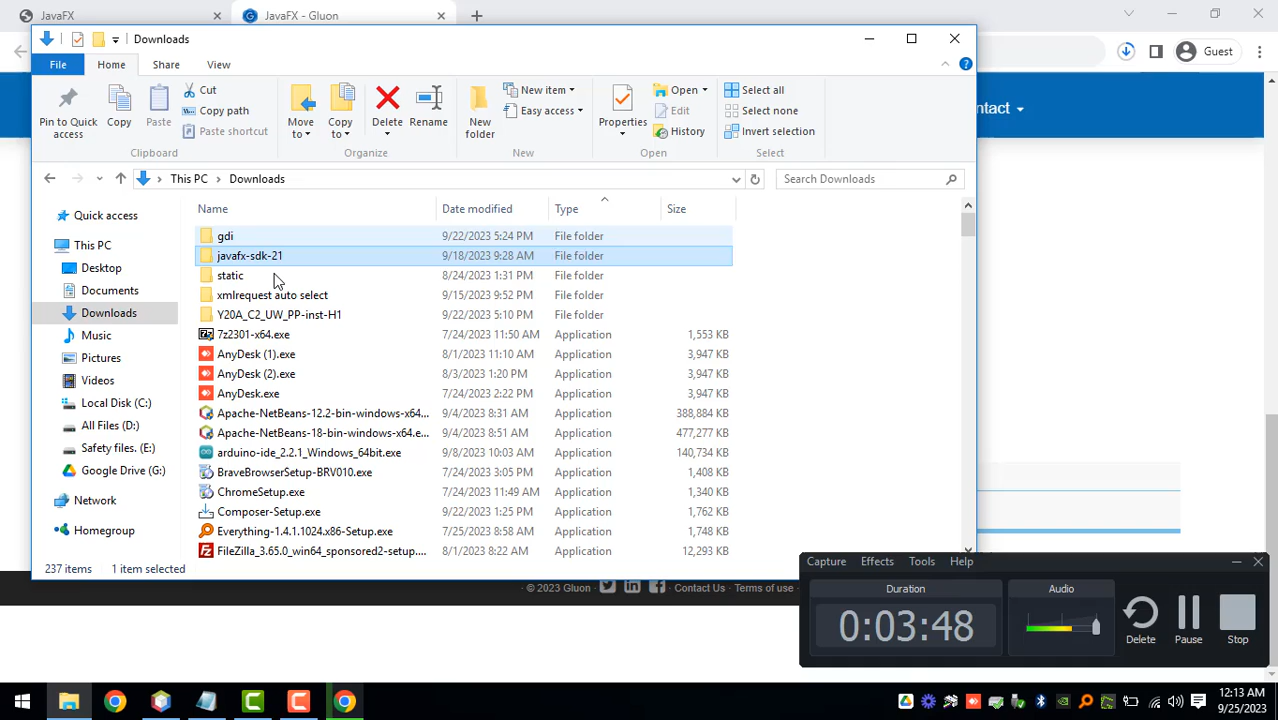 JavaFX
JavaFX - Gluon
Guest
ntact
Downloads
File
Home
Share
View
Pin to Quick access
Copy
Paste
Cut
Copy path
Paste shortcut
Clipboard
Move to
Copy to
Delete
Rename
Organize
New folder
New item
Easy access
New
Properties
Open
Edit
History
Open
Select all
Select none
Invert selection
Select
This PC
Downloads
Search Downloads
Quick access
This PC
Desktop
Documents
Downloads
Music
Pictures
Videos
Local Disk (C:)
All Files (D:)
Safety files. (E:)
Google Drive (G:)
Network
Homegroup
Name Date modified Type Size
gdi 9/22/2023 5:24 PM File folder
javafx-sdk-21 9/18/2023 9:28 AM File folder
static 8/24/2023 1:31 PM File folder
xmlrequest auto select 9/15/2023 9:52 PM File folder
Y20A_C2_UW_PP-inst-H1 9/22/2023 5:10 PM File folder
7z2301-x64.exe 7/24/2023 11:50 AM Application 1,553 KB
AnyDesk (1).exe 8/1/2023 11:10 AM Application 3,947 KB
AnyDesk (2).exe 8/3/2023 1:20 PM Application 3,947 KB
AnyDesk.exe 7/24/2023 2:22 PM Application 3,947 KB
Apache-NetBeans-12.2-bin-windows-x64... 9/4/2023 8:31 AM Application 388,884 KB
Apache-NetBeans-18-bin-windows-x64.e... 9/4/2023 8:51 AM Application 477,277 KB
arduino-ide_2.2.1_Windows_64bit.exe 9/8/2023 10:03 AM Application 140,734 KB
BraveBrowserSetup-BRV010.exe 7/24/2023 3:05 PM Application 1,408 KB
ChromeSetup.exe 7/24/2023 11:49 AM Application 1,340 KB
Composer-Setup.exe 9/22/2023 1:25 PM Application 1,762 KB
Everything-1.4.1.1024.x86-Setup.exe 7/25/2023 8:58 AM Application 1,748 KB
FileZilla_3.65.0_win64_sponsored2-setup.... 8/1/2023 8:22 AM Application 12,293 KB
237 items
1 item selected
© 2023 Gluon
Contact Us
Terms of use
Capture
Effects
Tools
Help
Duration
0:03:48
Audio
Delete
Pause
Stop
12:13 AM
9/25/2023